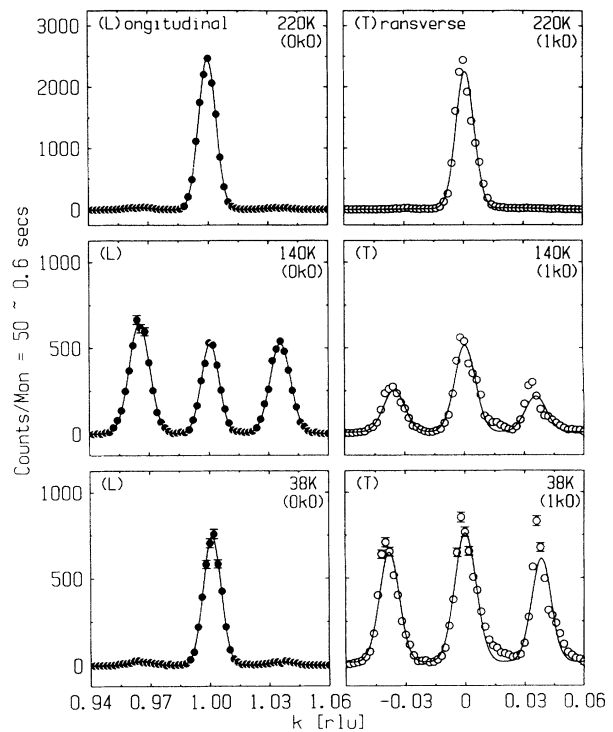 (L)ongitudinal 220K
(0k0)
(T)ransverse 220K
(1k0)
3000
2000
1000
0
(L) 140K
(0k0)
(T) 140K
(1k0)
1000
500
0
(L) 38K
(0k0)
(T) 38K
(1k0)
1000
500
0
Counts/Mon = 50 ~ 0.6 secs
0.94 0.97 1.00 1.03 1.06 -0.03 0 0.03 0.06
k [rlu]